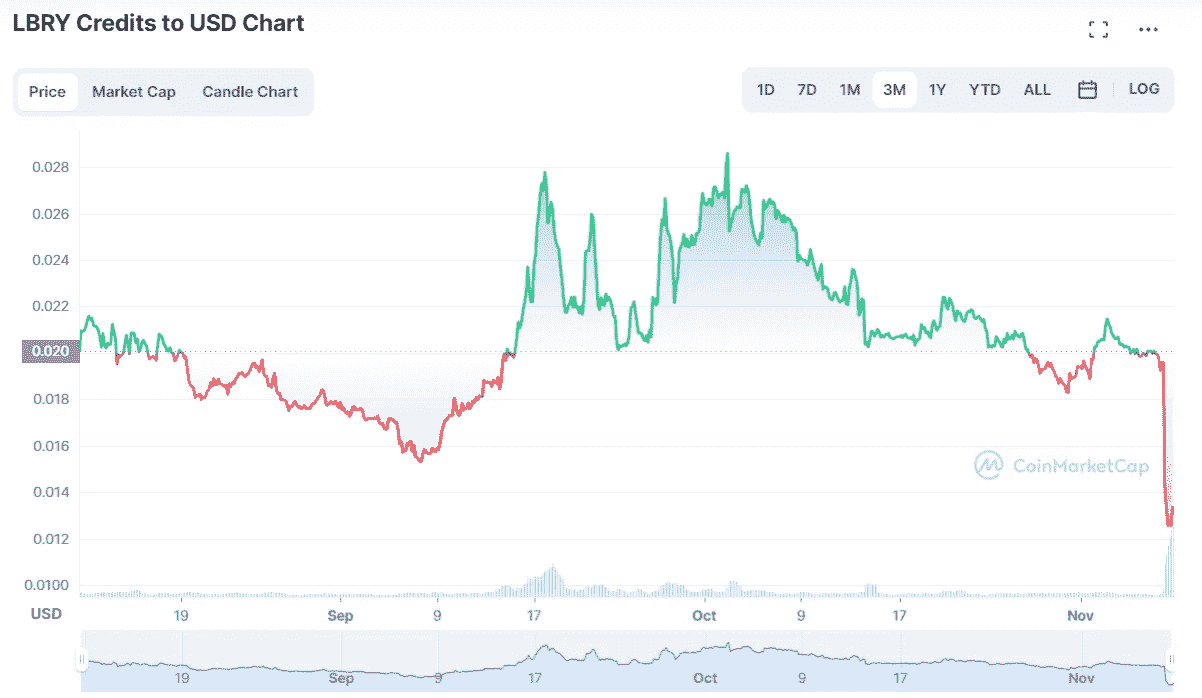 LBRY Credits to USD Chart
Price Market Cap Candle Chart 1D 7D 1M 3M 1Y YTD ALL LOG
0.028
0.026
0.024
0.022
0.020
0.018
0.016
CoinMarketCap
0.014
0.012
0.0100
USD 19 Sep 9 17 Oct 9 17 Nov
19 Sep 9 17 Oct 9 17 Nov